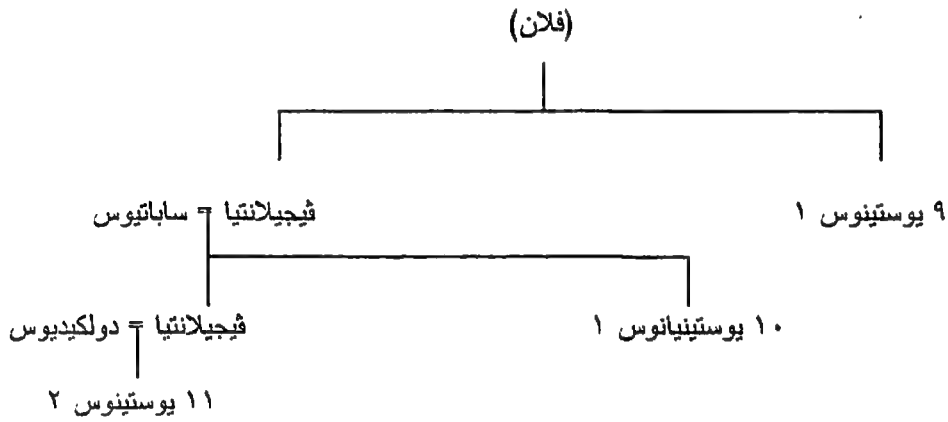 (فلان)
٩ يوستينوس ١
ڤيجيلانتيا = ساباتيوس
١٠ يوستينيانوس ١
ڤيجيلانتيا = دولكيديوس
١١ يوستينوس ٢